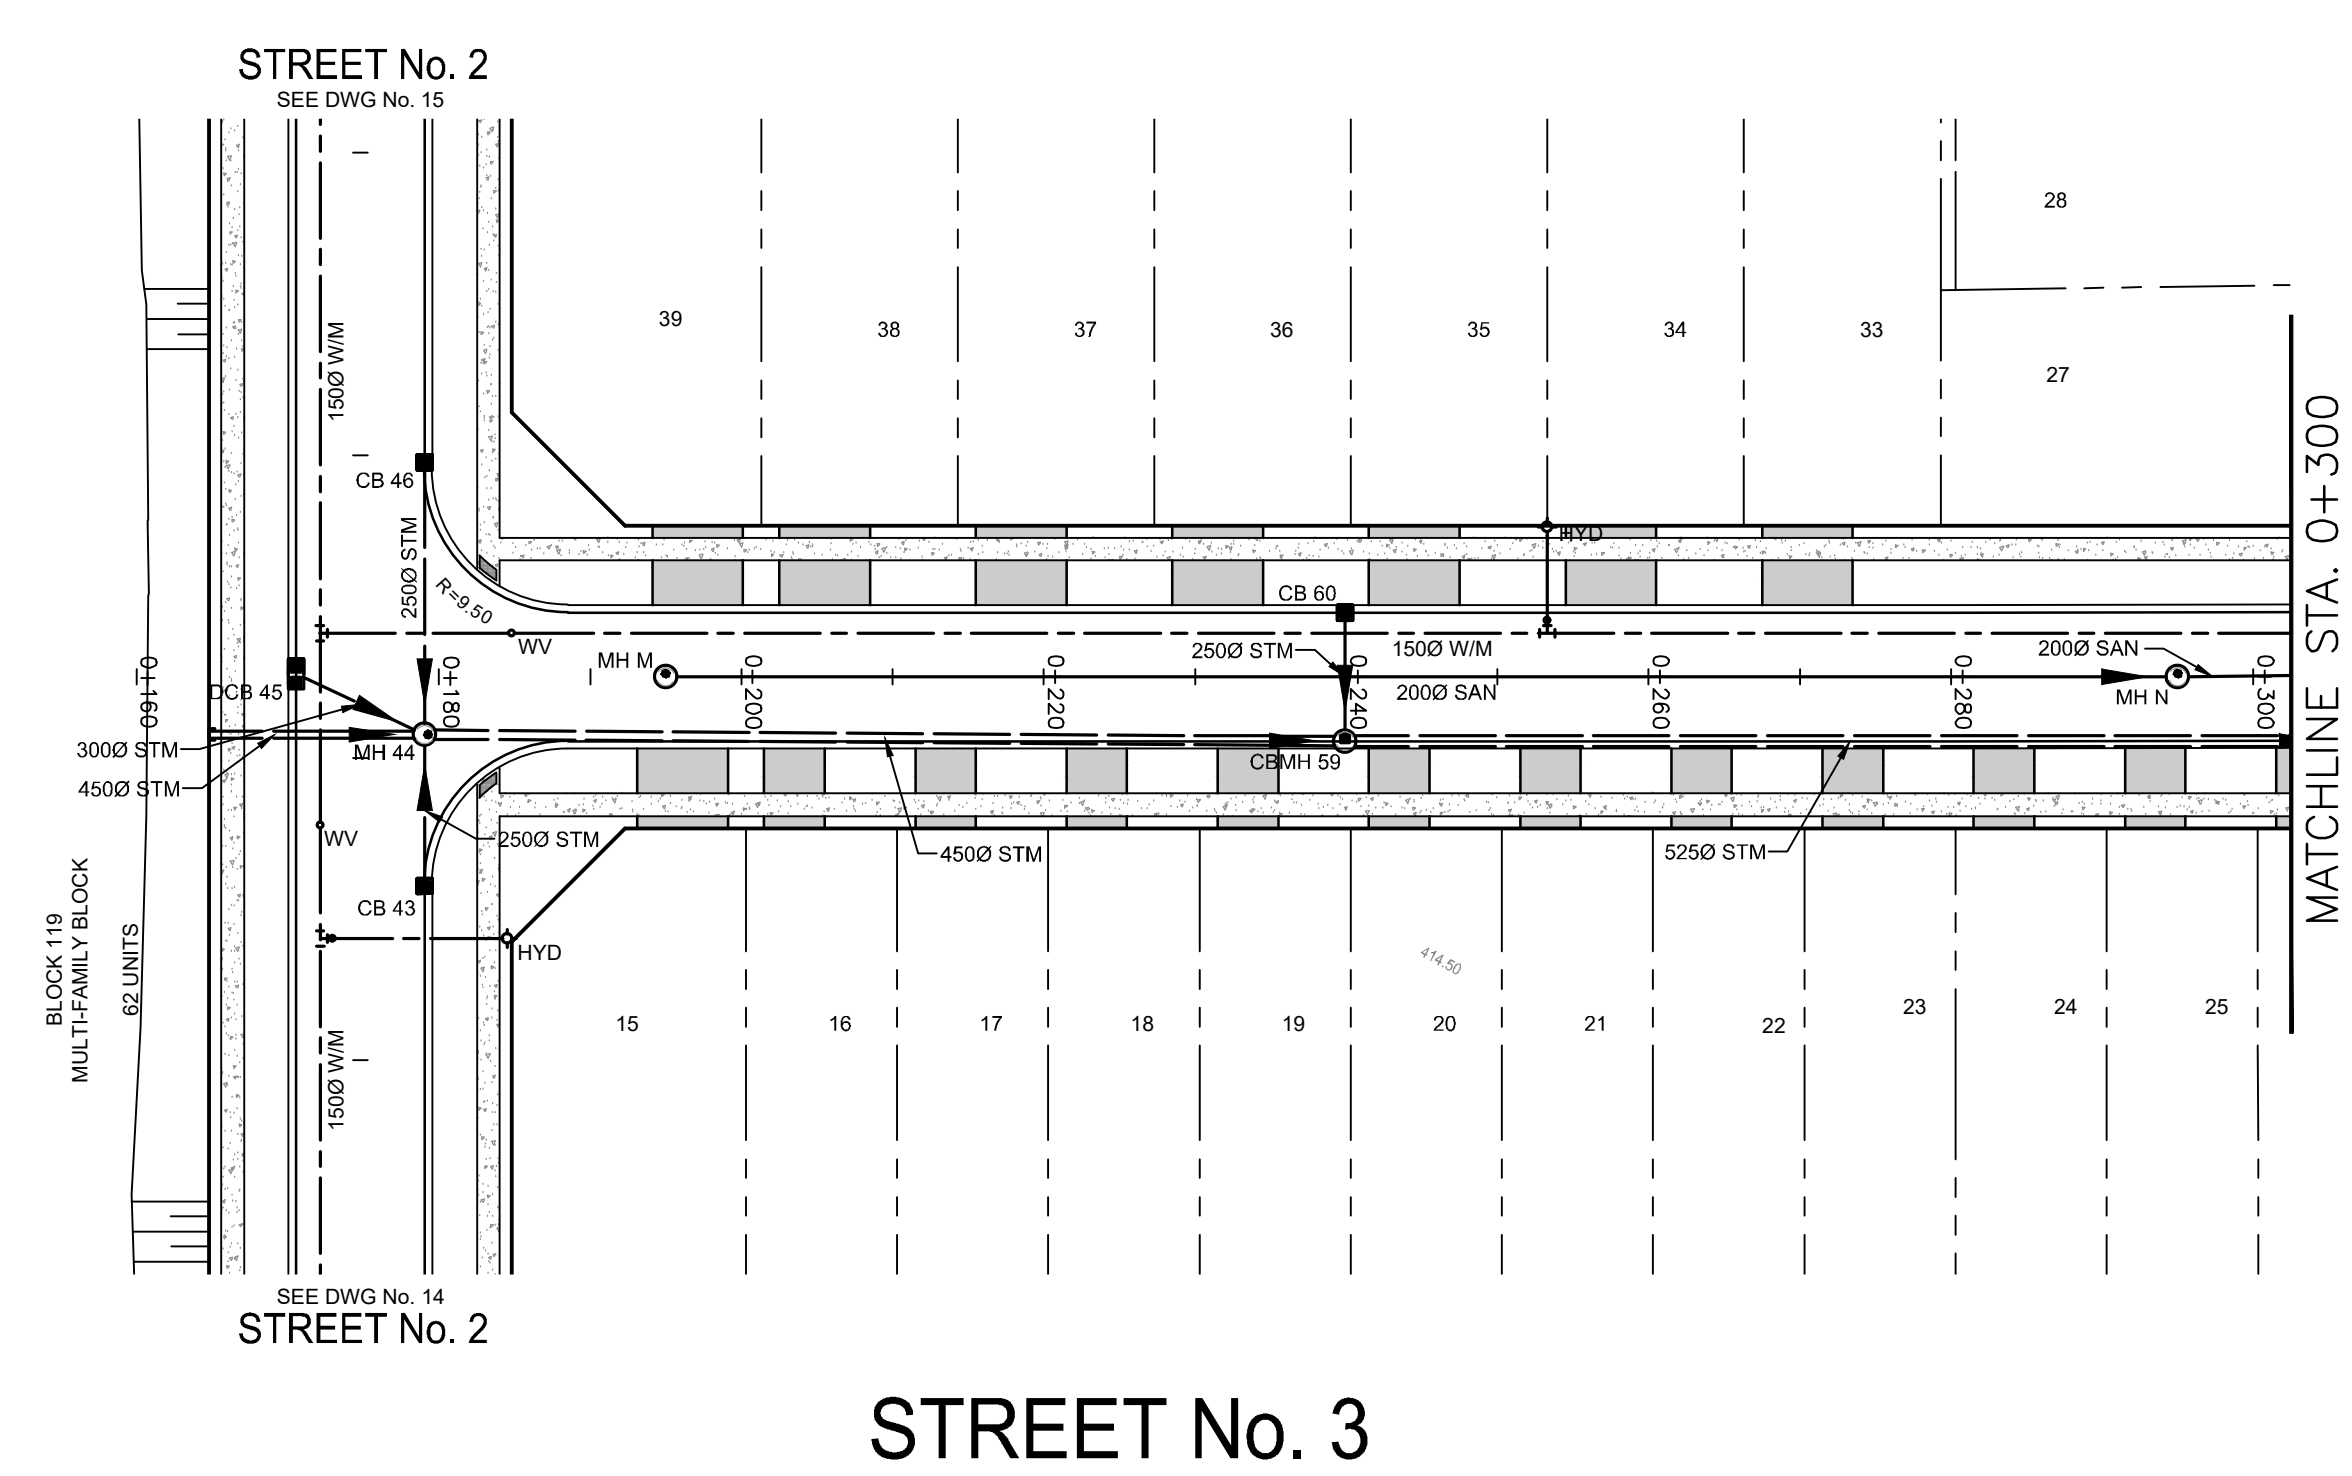 STREET No. 2
SEE DWG No. 15
28
39
38
37
36
35
34
33
27
150Ø W/M
CB 46
250Ø STM
R=9.50
HYD
CB 60
WV
MH M
250Ø STM
150Ø W/M
200Ø SAN
200Ø SAN
MH N
DCB 45
0+160
0+180
0+200
0+220
0+240
0+260
0+280
0+300
MATCHLINE STA. 0+300
300Ø STM
MH 44
450Ø STM
CBMH 59
WV
250Ø STM
450Ø STM
525Ø STM
CB 43
HYD
BLOCK 119
MULTI-FAMILY BLOCK
62 UNITS
414.50
15
16
17
18
19
20
21
22
23
24
25
150Ø W/M
SEE DWG No. 14
STREET No. 2
STREET No. 3